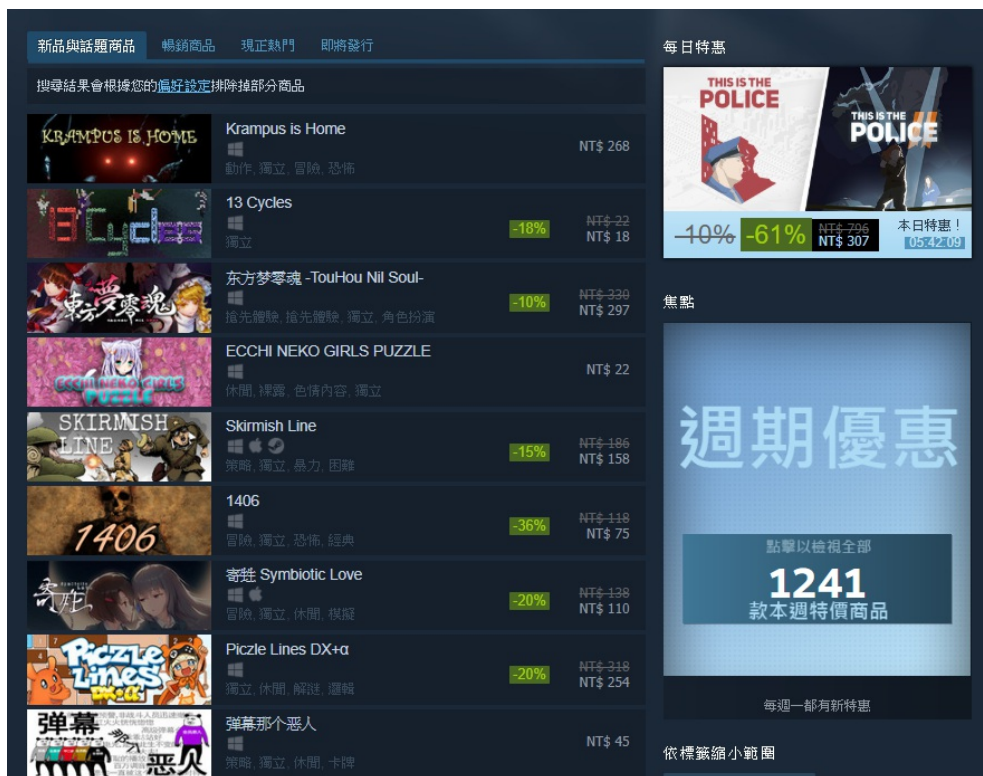 新品與話題商品
暢銷商品
現正熱門
即將發行
搜尋結果會根據您的偏好設定排除掉部分商品
KRAMPUS IS HOME
Krampus is Home
動作, 獨立, 冒險, 恐怖
NT$ 268
13 Cycles
13 Cycles
獨立
-18%
NT$ 22
NT$ 18
東方夢零魂
东方梦零魂 -TouHou Nil Soul-
搶先體驗, 搶先體驗, 獨立, 角色扮演
-10%
NT$ 330
NT$ 297
ECCHI NEKO GIRLS
PUZZLE
ECCHI NEKO GIRLS PUZZLE
休閒, 裸露, 色情內容, 獨立
NT$ 22
SKIRMISH
LINE
Skirmish Line
策略, 獨立, 暴力, 困難
-15%
NT$ 186
NT$ 158
1406
1406
冒險, 獨立, 恐怖, 經典
-36%
NT$ 118
NT$ 75
寄甡
寄甡 Symbiotic Love
冒險, 獨立, 休閒, 模擬
-20%
NT$ 138
NT$ 110
PICZLE
LINES
DX+α
Piczle Lines DX+α
獨立, 休閒, 解謎, 邏輯
-20%
NT$ 318
NT$ 254
弹幕
那个
恶人
弹幕那个恶人
策略, 獨立, 休閒, 卡牌
NT$ 45
每日特惠
THIS IS THE
POLICE
THIS IS THE
POLICE
-10%
-61%
NT$ 796
NT$ 307
本日特惠！
05:42:09
焦點
週期優惠
點擊以檢視全部
1241
款本週特價商品
每週一都有新特惠
依標籤縮小範圍